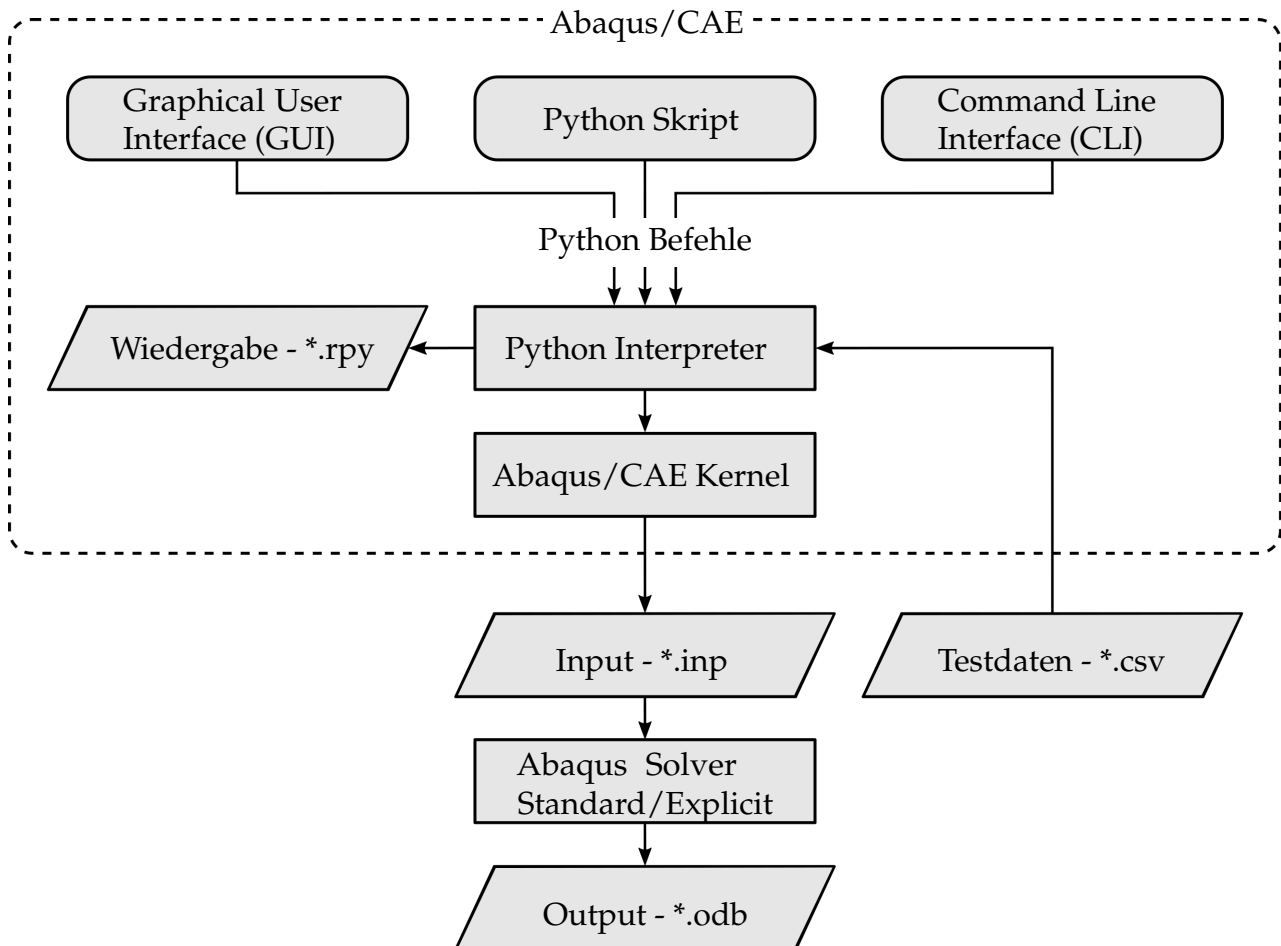 Abaqus/CAE
Graphical User
Interface (GUI)
Python Skript
Command Line
Interface (CLI)
Python Befehle
Wiedergabe - *.rpy
Python Interpreter
Abaqus/CAE Kernel
Input - *.inp
Testdaten - *.csv
Abaqus Solver
Standard/Explicit
Output - *.odb